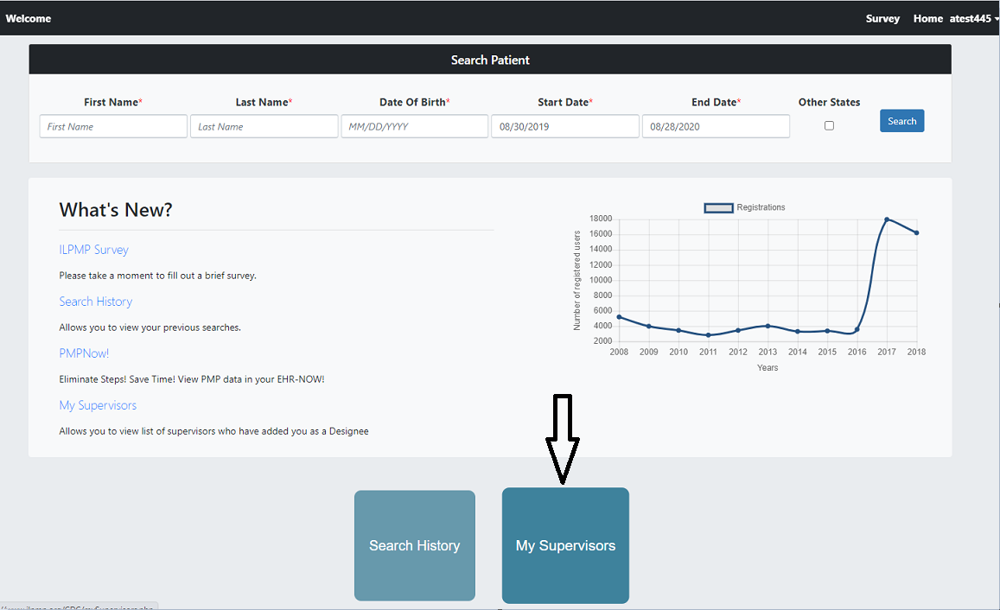 Welcome
Survey Home atest445
Search Patient
First Name* Last Name* Date Of Birth* Start Date* End Date* Other States
First Name Last Name MM/DD/YYYY 08/30/2019 08/28/2020 Search
What's New?
ILPMP Survey
Please take a moment to fill out a brief survey.
Search History
Allows you to view your previous searches.
PMPNow!
Eliminate Steps! Save Time! View PMP data in your EHR-NOW!
My Supervisors
Allows you to view list of supervisors who have added you as a Designee
Registrations
Number of registered users
18000
16000
14000
12000
10000
8000
6000
4000
2000
2008 2009 2010 2011 2012 2013 2014 2015 2016 2017 2018
Years
Search History
My Supervisors